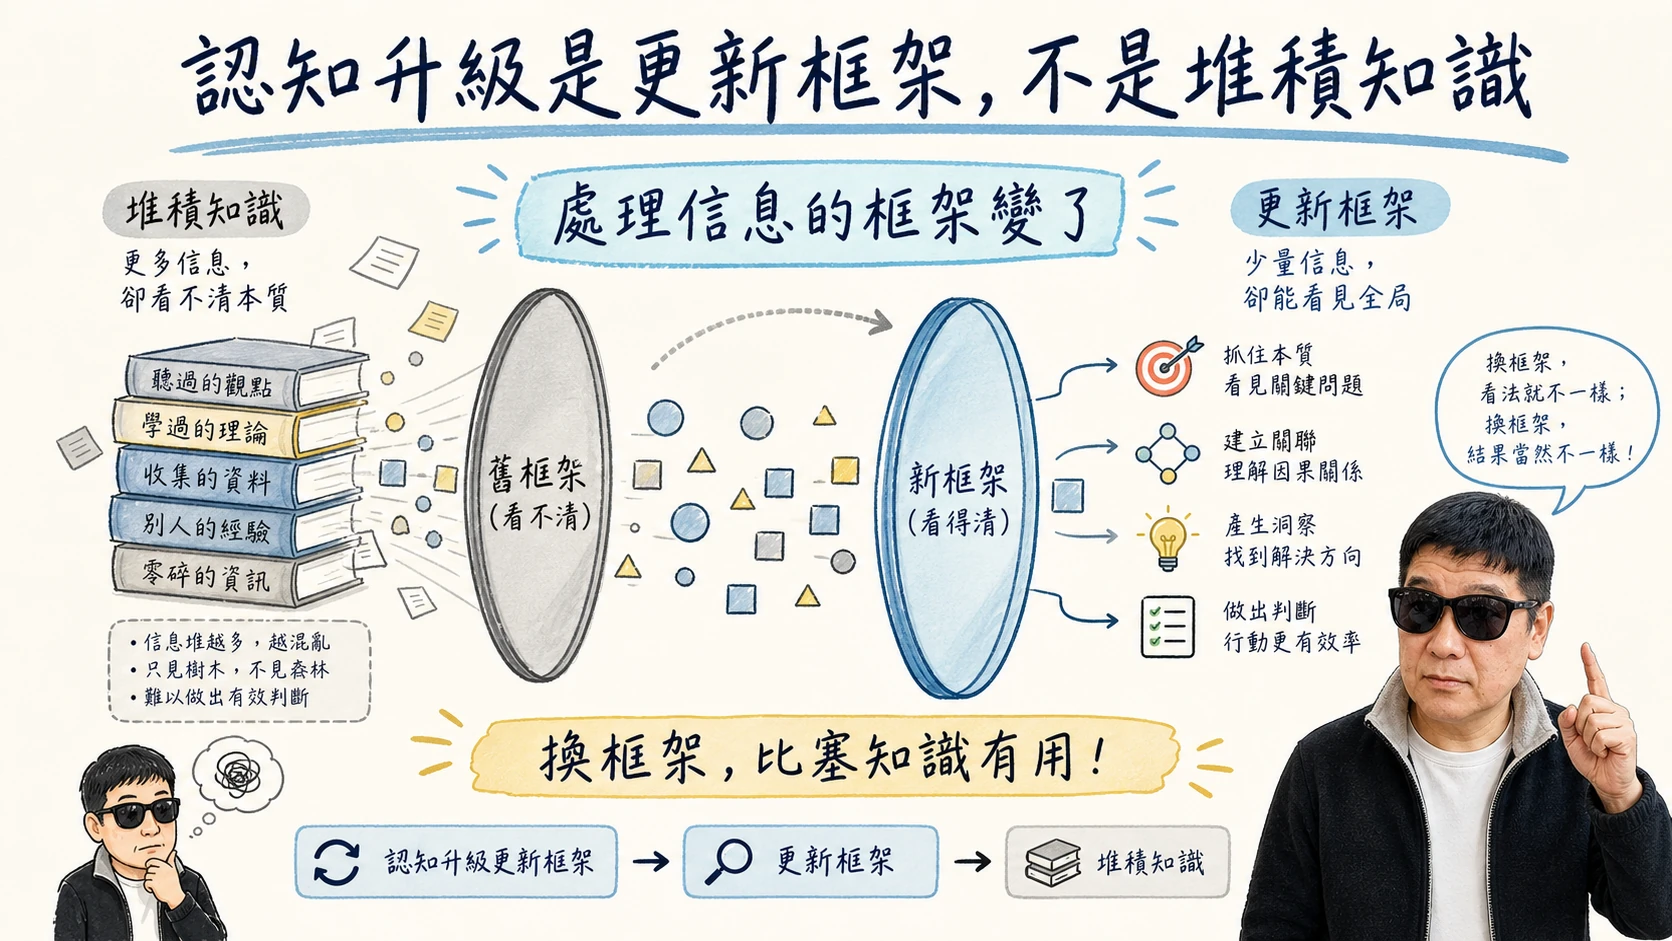 認知升級是更新框架，不是堆積知識
處理信息的框架變了
堆積知識
更多信息，
卻看不清本質
聽過的觀點
學過的理論
收集的資料
別人的經驗
零碎的資訊
•信息堆越多，越混亂
•只見樹木，不見森林
•難以做出有效判斷
舊框架
(看不清)
新框架
(看得清)
更新框架
少量信息，
卻能看見全局
抓住本質
看見關鍵問題
建立關聯
理解因果關係
產生洞察
找到解決方向
做出判斷
行動更有效率
換框架，
看法就不一樣；
換框架，
結果當然不一樣！
換框架，比塞知識有用！
認知升級更新框架
更新框架
堆積知識